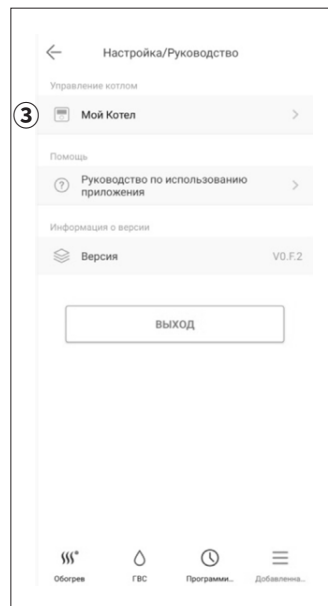 Настройка/Руководство
Управление котлом
③ Мой Котел
Помощь
Руководство по использованию
приложения
Информация о версии
Версия V0.F.2
ВЫХОД
Обогрев ГВС Программи... Добавленна...